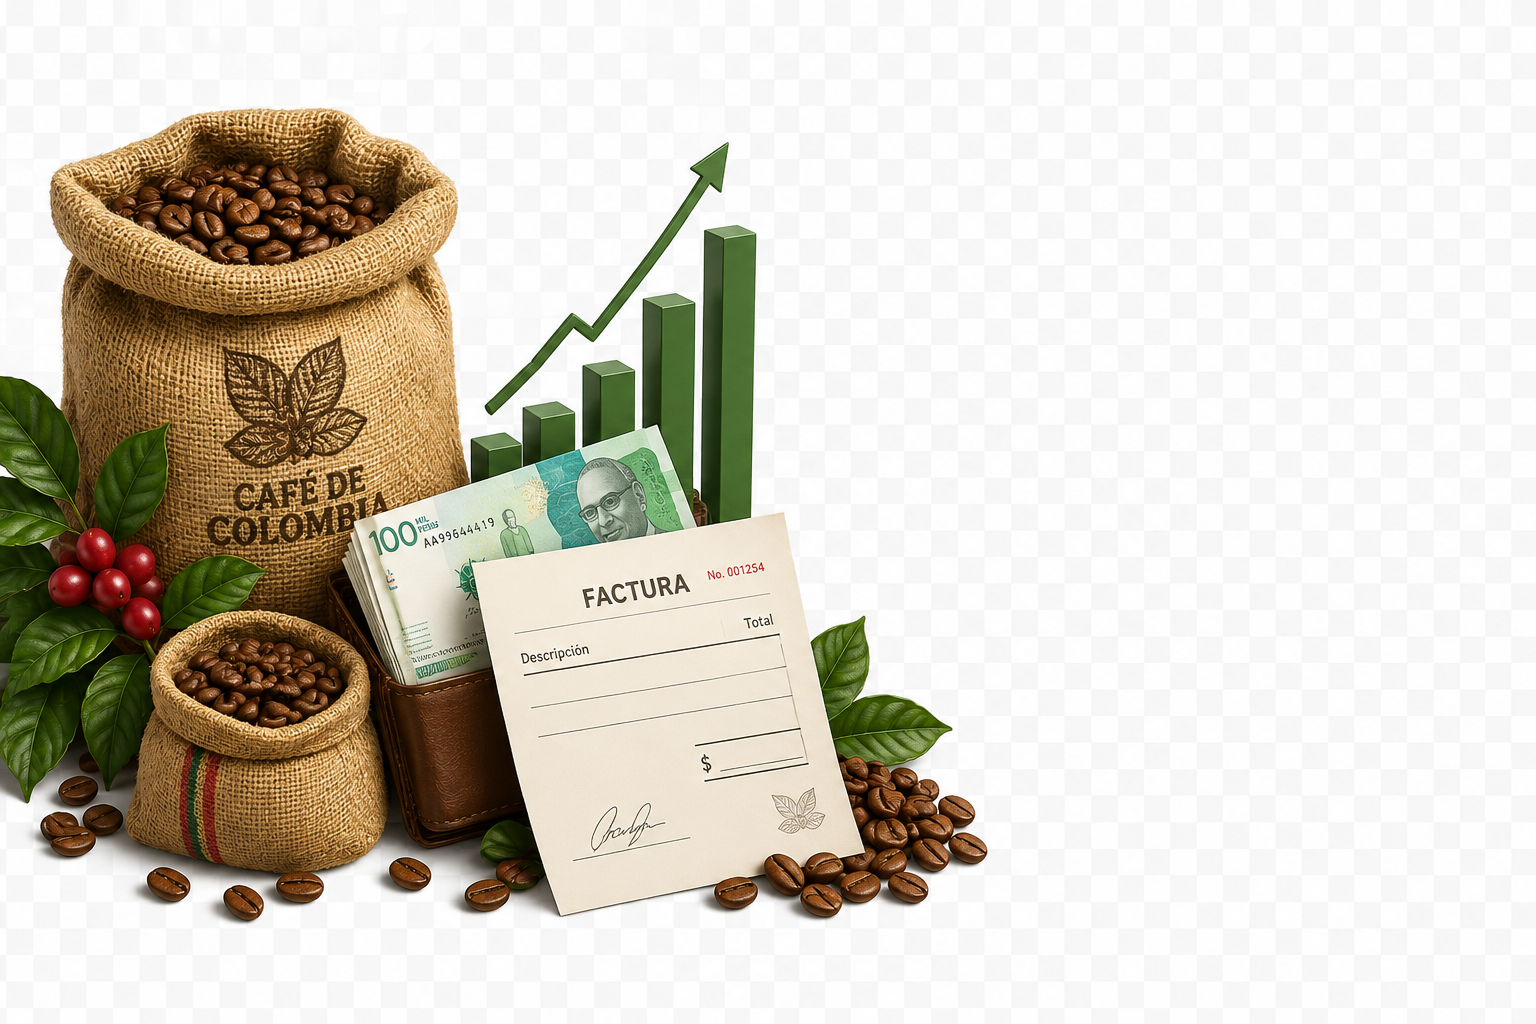 CAFÉ DE
COLOMBIA
100 MIL
PESOS
AA99644419
FACTURA
No. 001254
Total
Descripción
$